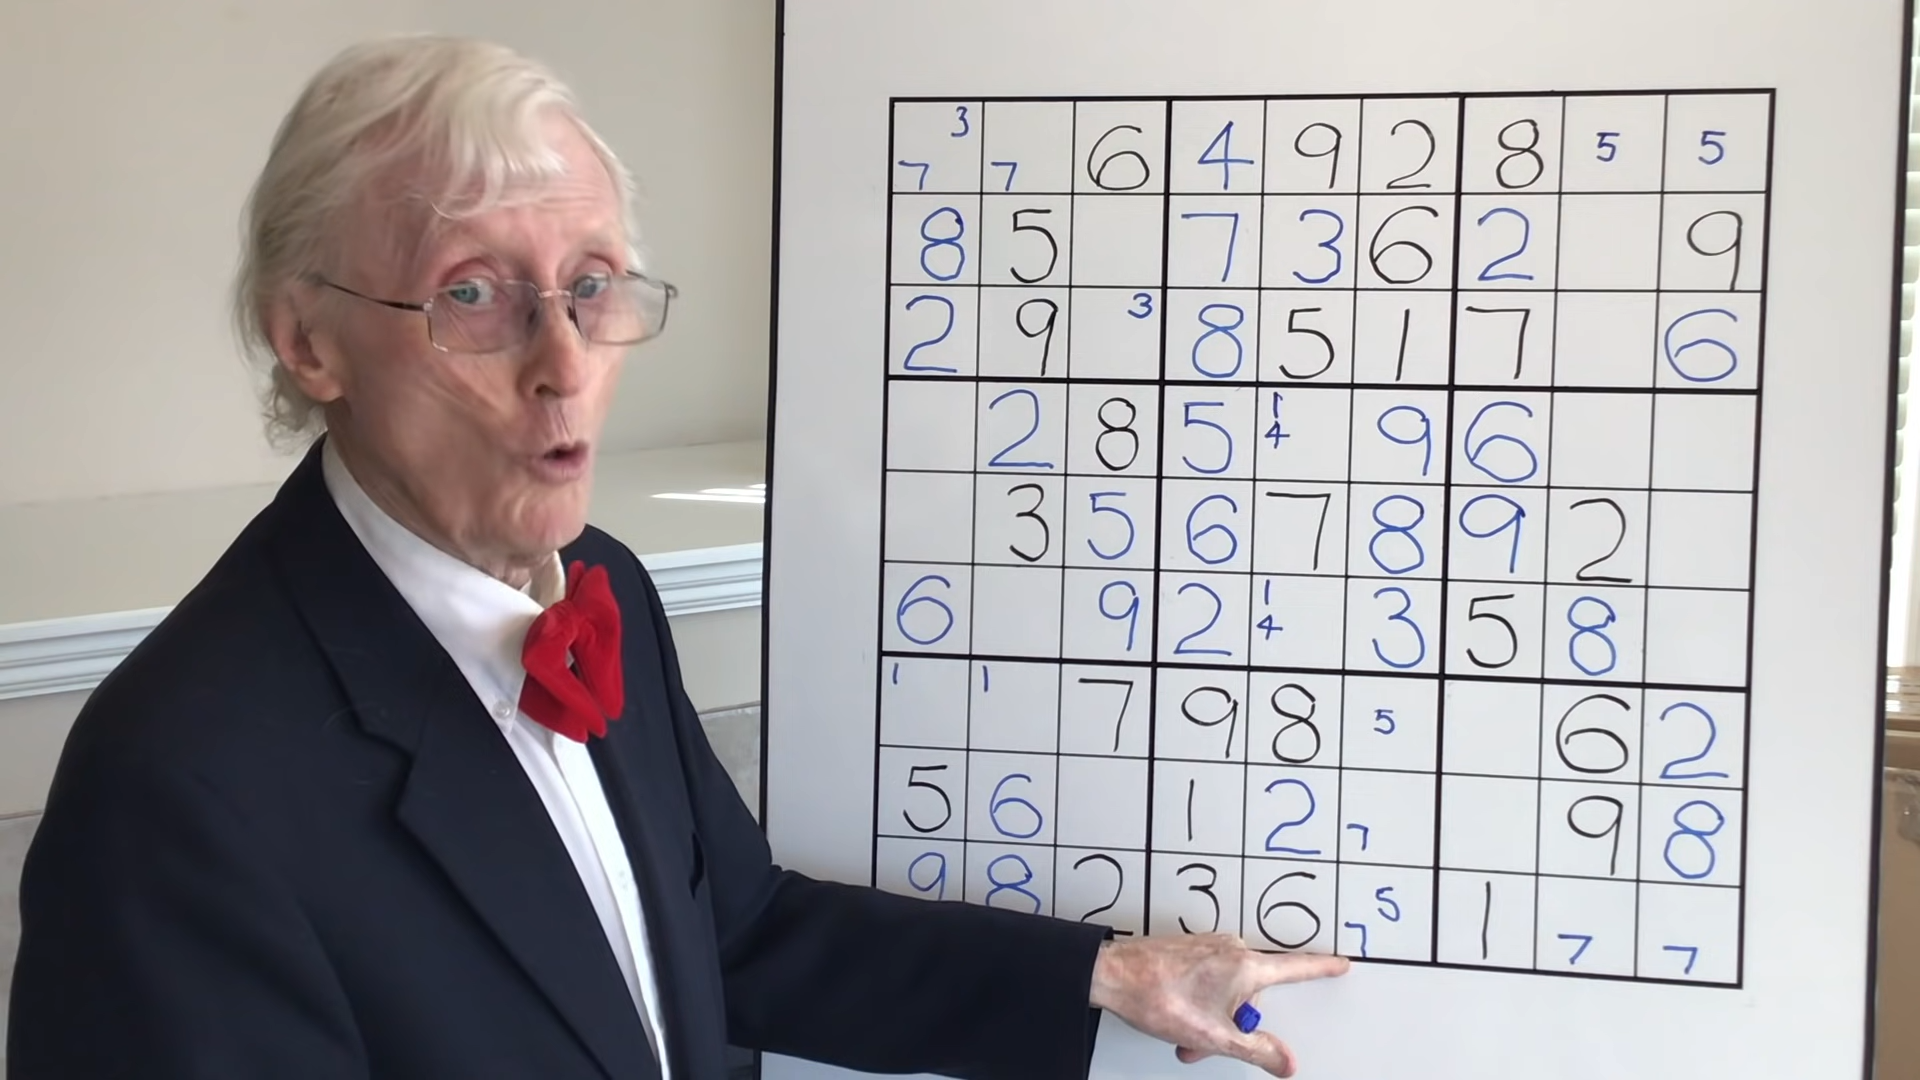 7 3 7 6 4 9 2 8 5 5
8 5 7 3 6 2 9
2 9 3 8 5 1 7 6
2 8 5 1 4 9 6
3 5 6 7 8 9 2
6 9 2 1 4 3 5 8
1 1 7 9 8 5 6 2
5 6 1 2 7 9 8
9 8 2 3 6 7 5 1 7 7